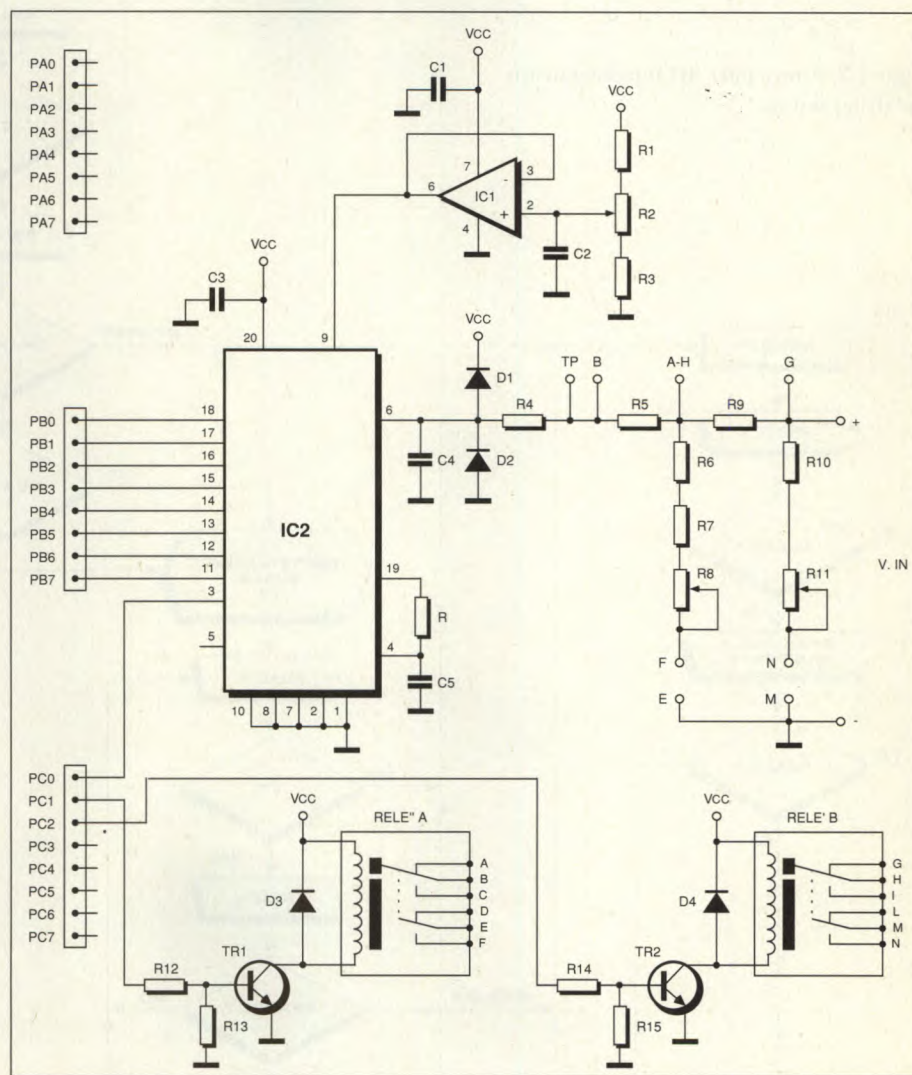 PA0
PA1
PA2
PA3
PA4
PA5
PA6
PA7
VCC
C1
7
3
-
6
IC1
+
2
4
C2
VCC
R1
R2
R3
VCC
C3
20
9
PB0
PB1
PB2
PB3
PB4
PB5
PB6
PB7
18
17
16
15
14
13
12
11
3
5
IC2
6
19
4
10
8
7
2
1
R
C5
VCC
D1
D2
C4
R4
TP
B
R5
A-H
R9
G
+
R6
R7
R8
R10
R11
V. IN
F
E
N
M
-
PC0
PC1
PC2
PC3
PC4
PC5
PC6
PC7
VCC
D3
RELE" A
A
B
C
D
E
F
R12
R13
TR1
VCC
D4
RELE' B
G
H
I
L
M
N
R14
R15
TR2